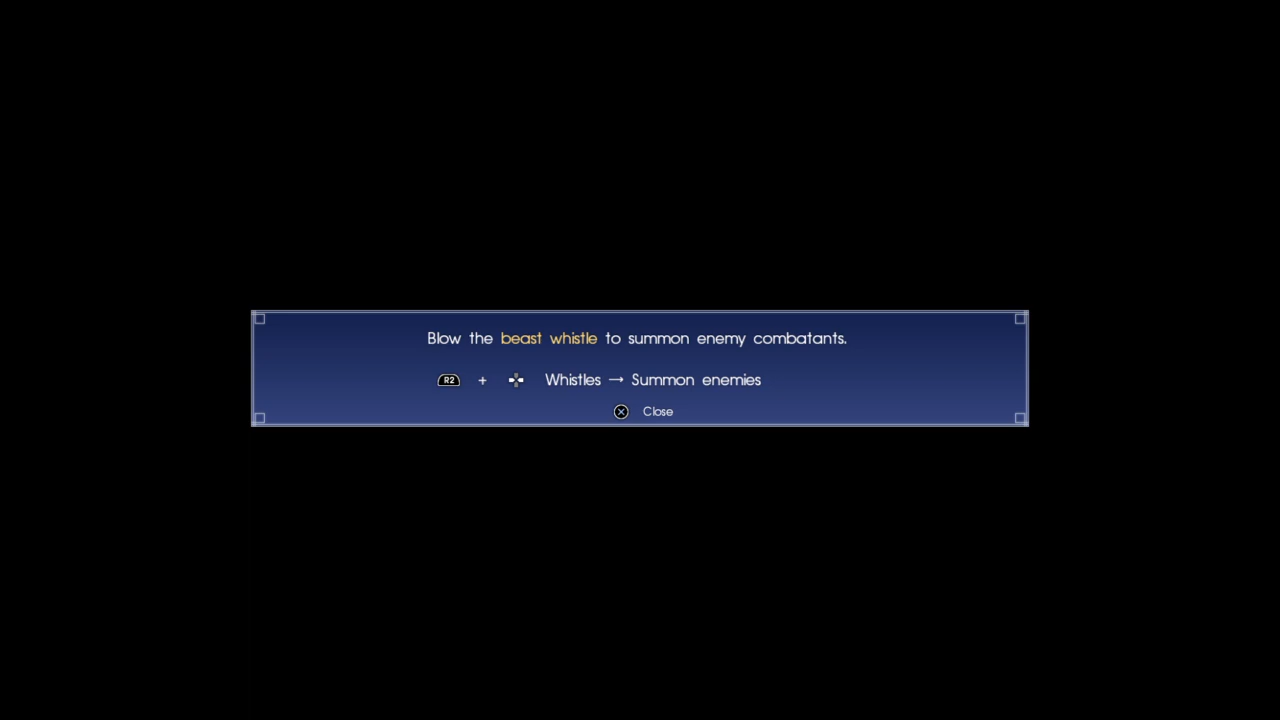 Blow the beast whistle to summon enemy combatants.
R2 + Whistles → Summon enemies
Close